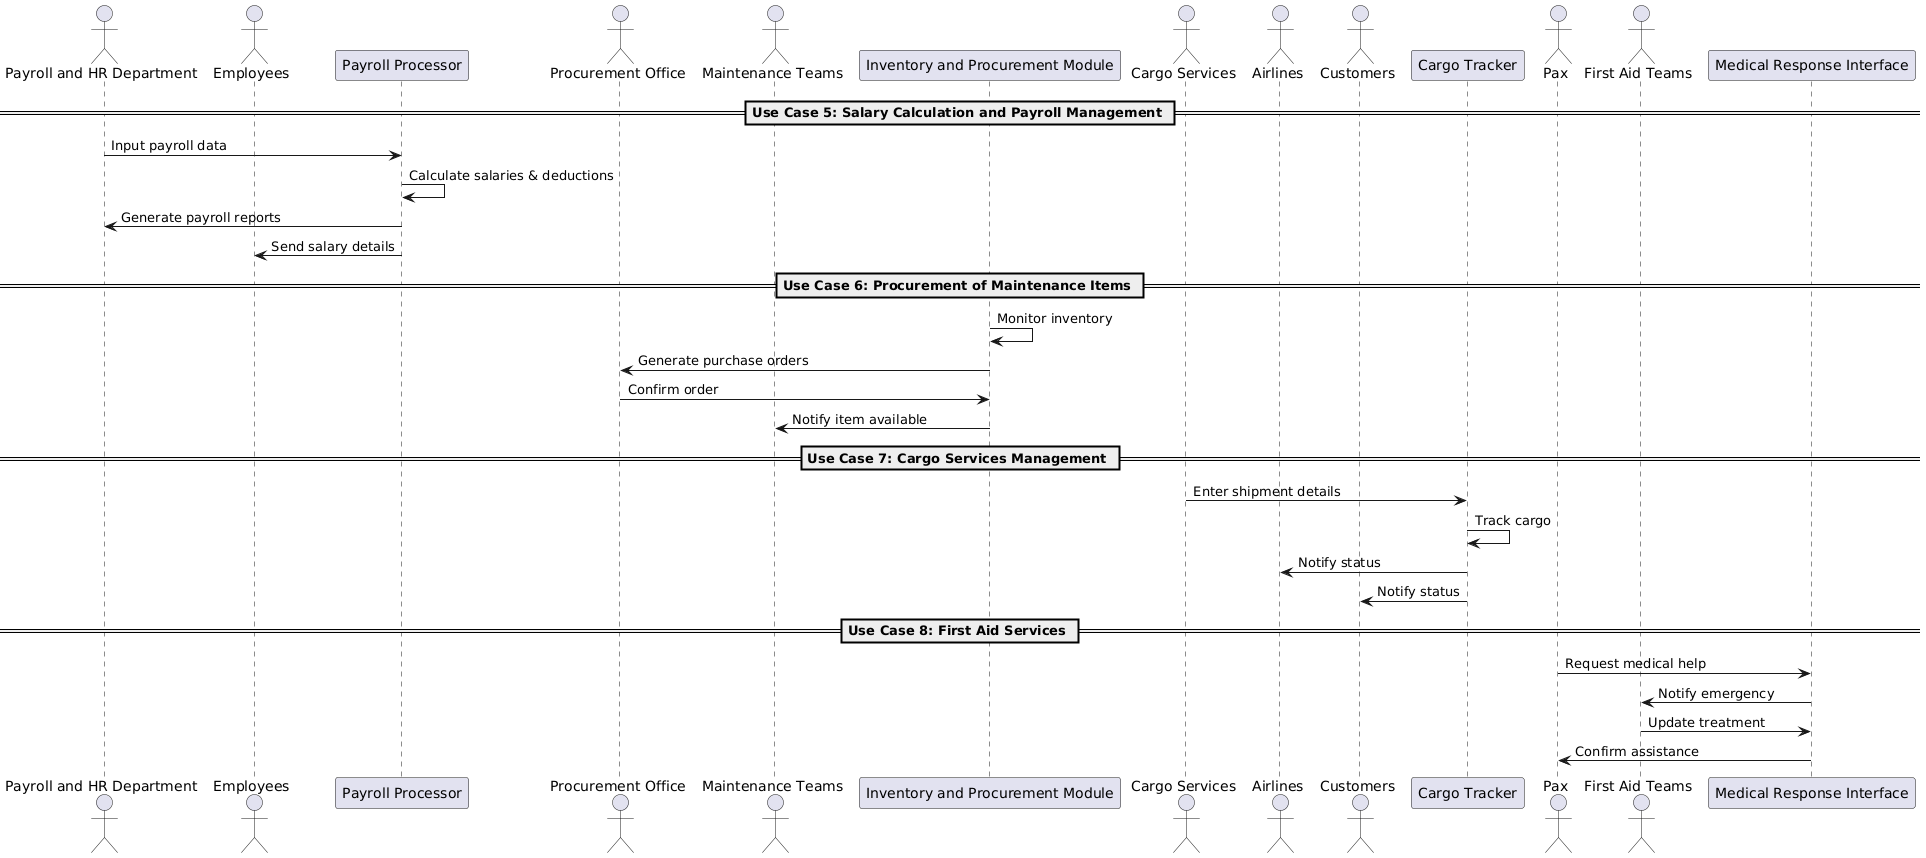 Payroll and HR Department
Employees
Payroll Processor
Procurement Office
Maintenance Teams
Inventory and Procurement Module
Cargo Services
Airlines
Customers
Cargo Tracker
Pax
First Aid Teams
Medical Response Interface
Use Case 5: Salary Calculation and Payroll Management
Input payroll data
Calculate salaries & deductions
Generate payroll reports
Send salary details
Use Case 6: Procurement of Maintenance Items
Monitor inventory
Generate purchase orders
Confirm order
Notify item available
Use Case 7: Cargo Services Management
Enter shipment details
Track cargo
Notify status
Notify status
Use Case 8: First Aid Services
Request medical help
Notify emergency
Update treatment
Confirm assistance
Payroll and HR Department
Employees
Payroll Processor
Procurement Office
Maintenance Teams
Inventory and Procurement Module
Cargo Services
Airlines
Customers
Cargo Tracker
Pax
First Aid Teams
Medical Response Interface